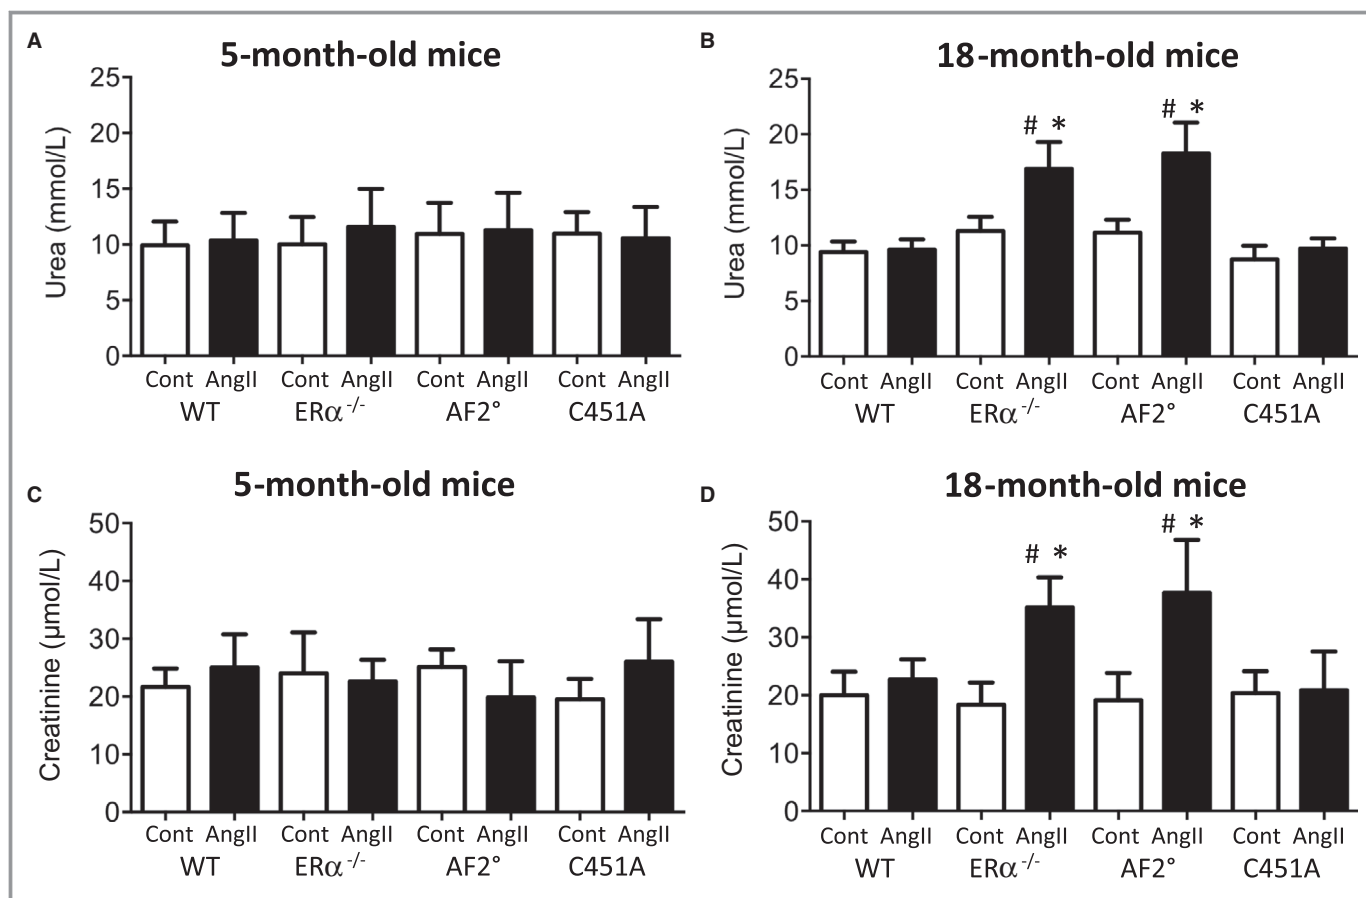 A
5-month-old mice
Urea (mmol/L)
25
20
15
10
5
0
Cont AngII Cont AngII Cont AngII Cont AngII
WT ERα -/- AF2° C451A
B
18-month-old mice
Urea (mmol/L)
25
20
15
10
5
0
# *
# *
Cont AngII Cont AngII Cont AngII Cont AngII
WT ERα -/- AF2° C451A
C
5-month-old mice
Creatinine (µmol/L)
50
40
30
20
10
0
Cont AngII Cont AngII Cont AngII Cont AngII
WT ERα -/- AF2° C451A
D
18-month-old mice
Creatinine (µmol/L)
50
40
30
20
10
0
# *
# *
Cont AngII Cont AngII Cont AngII Cont AngII
WT ERα -/- AF2° C451A